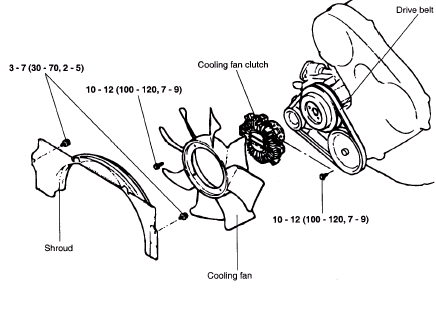 Drive belt
Cooling fan clutch
3 - 7 (30 - 70, 2 - 5)
10 - 12 (100 - 120, 7 - 9)
10 - 12 (100 - 120, 7 - 9)
Shroud
Cooling fan